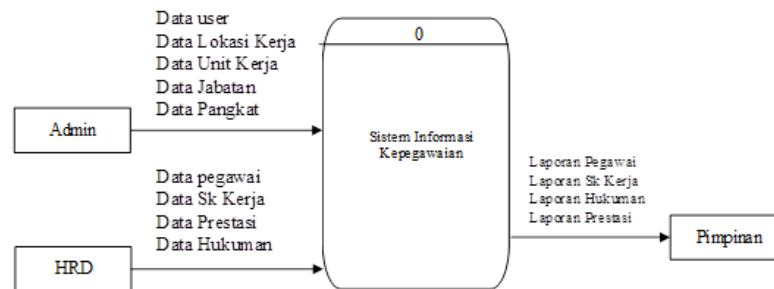 Data user
Data Lokasi Kerja
Data Unit Kerja
Data Jabatan
Data Pangkat
Admin
0
Sistem Informasi
Kepegawaian
Data pegawai
Data Sk Kerja
Data Prestasi
Data Hukuman
HRD
Laporan Pegawai
Laporan Sk Kerja
Laporan Hukuman
Laporan Prestasi
Pimpinan